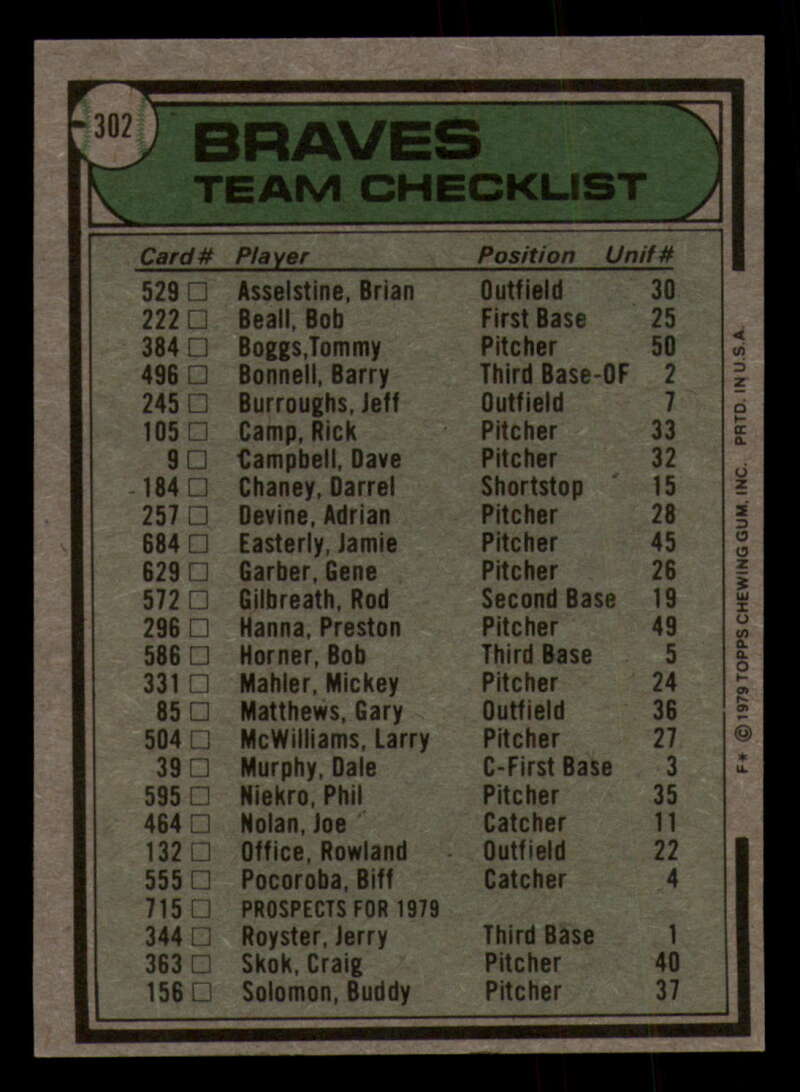 302
BRAVES
TEAM CHECKLIST
Card# Player Position Unif#
529 Asselstine, Brian Outfield 30
222 Beall, Bob First Base 25
384 Boggs,Tommy Pitcher 50
496 Bonnell, Barry Third Base-OF 2
245 Burroughs, Jeff Outfield 7
105 Camp, Rick Pitcher 33
9 Campbell, Dave Pitcher 32
184 Chaney, Darrel Shortstop 15
257 Devine, Adrian Pitcher 28
684 Easterly, Jamie Pitcher 45
629 Garber, Gene Pitcher 26
572 Gilbreath, Rod Second Base 19
296 Hanna, Preston Pitcher 49
586 Horner, Bob Third Base 5
331 Mahler, Mickey Pitcher 24
85 Matthews, Gary Outfield 36
504 McWilliams, Larry Pitcher 27
39 Murphy, Dale C-First Base 3
595 Niekro, Phil Pitcher 35
464 Nolan, Joe Catcher 11
132 Office, Rowland Outfield 22
555 Pocoroba, Biff Catcher 4
715 PROSPECTS FOR 1979
344 Royster, Jerry Third Base 1
363 Skok, Craig Pitcher 40
156 Solomon, Buddy Pitcher 37
F* © 1979 TOPPS CHEWING GUM, INC. PRTD. IN U.S.A.